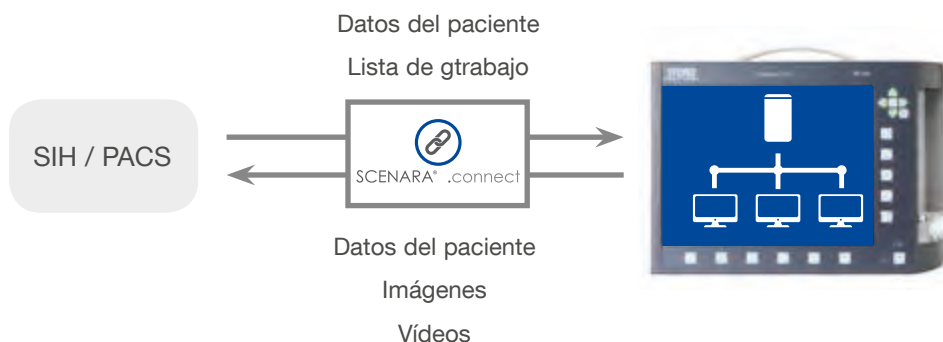 Datos del paciente
Lista de gtrabajo
SIH / PACS
SCENARA® .connect
Datos del paciente
Imágenes
Vídeos